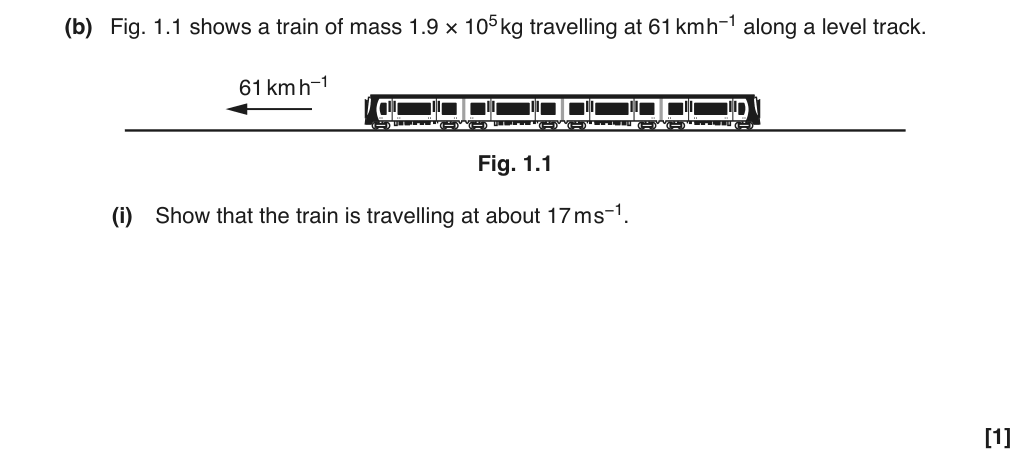 (b) Fig. 1.1 shows a train of mass 1.9 × 10⁵ kg travelling at 61 km h⁻¹ along a level track.
61 km h⁻¹
Fig. 1.1
(i) Show that the train is travelling at about 17 m s⁻¹.
[1]